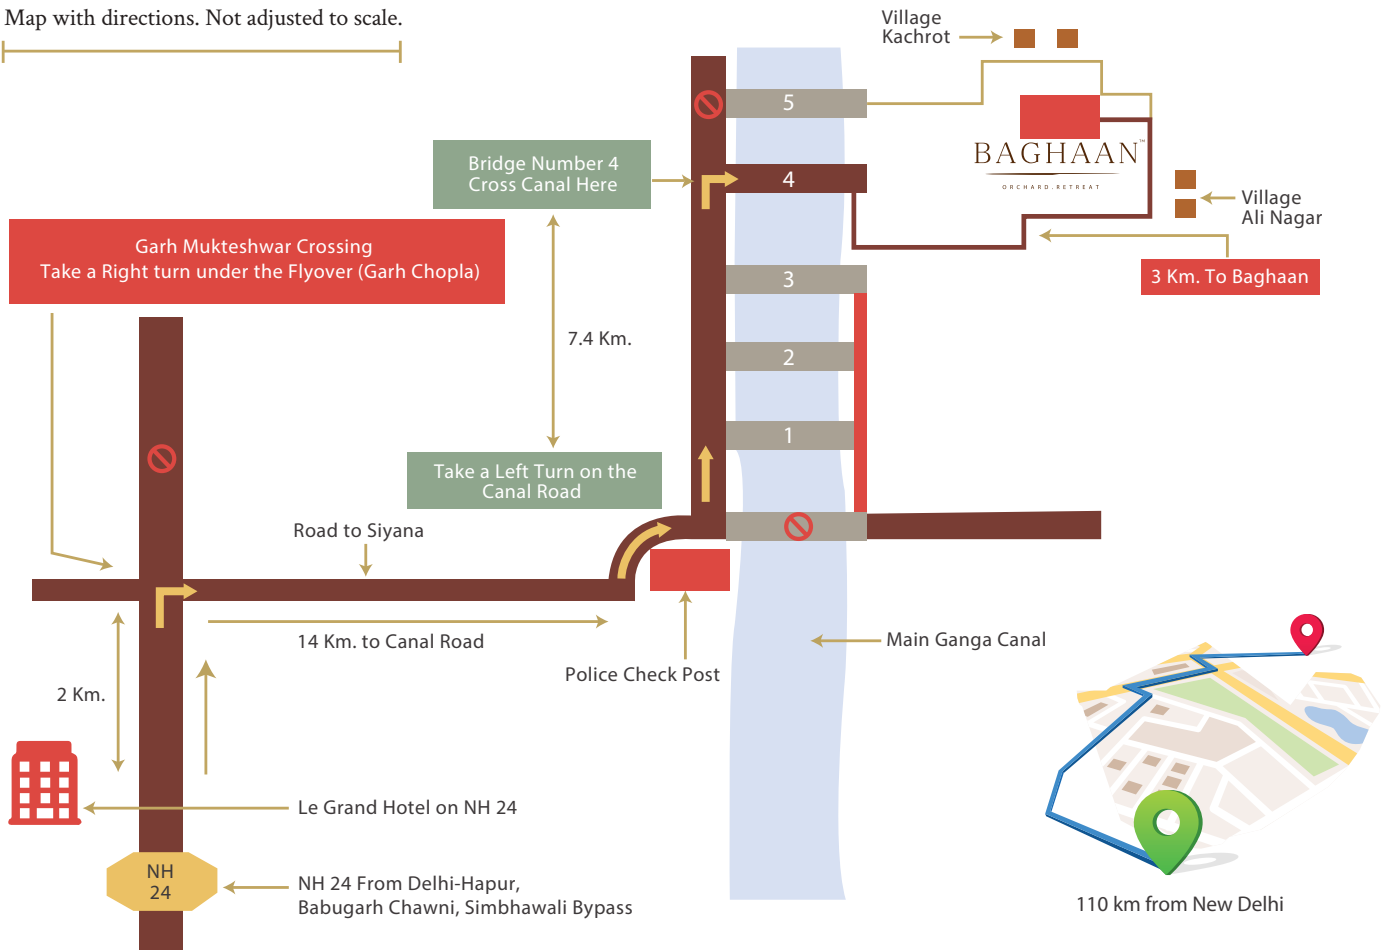 Map with directions. Not adjusted to scale.
Village
Kachrot
5
BAGHAAN™
ORCHARD.RETREAT
Bridge Number 4
Cross Canal Here
4
Village
Ali Nagar
Garh Mukteshwar Crossing
Take a Right turn under the Flyover (Garh Chopla)
3 Km. To Baghaan
3
7.4 Km.
2
1
Take a Left Turn on the
Canal Road
Road to Siyana
14 Km. to Canal Road
Main Ganga Canal
Police Check Post
2 Km.
Le Grand Hotel on NH 24
NH
24
NH 24 From Delhi-Hapur,
Babugarh Chawni, Simbhawali Bypass
110 km from New Delhi